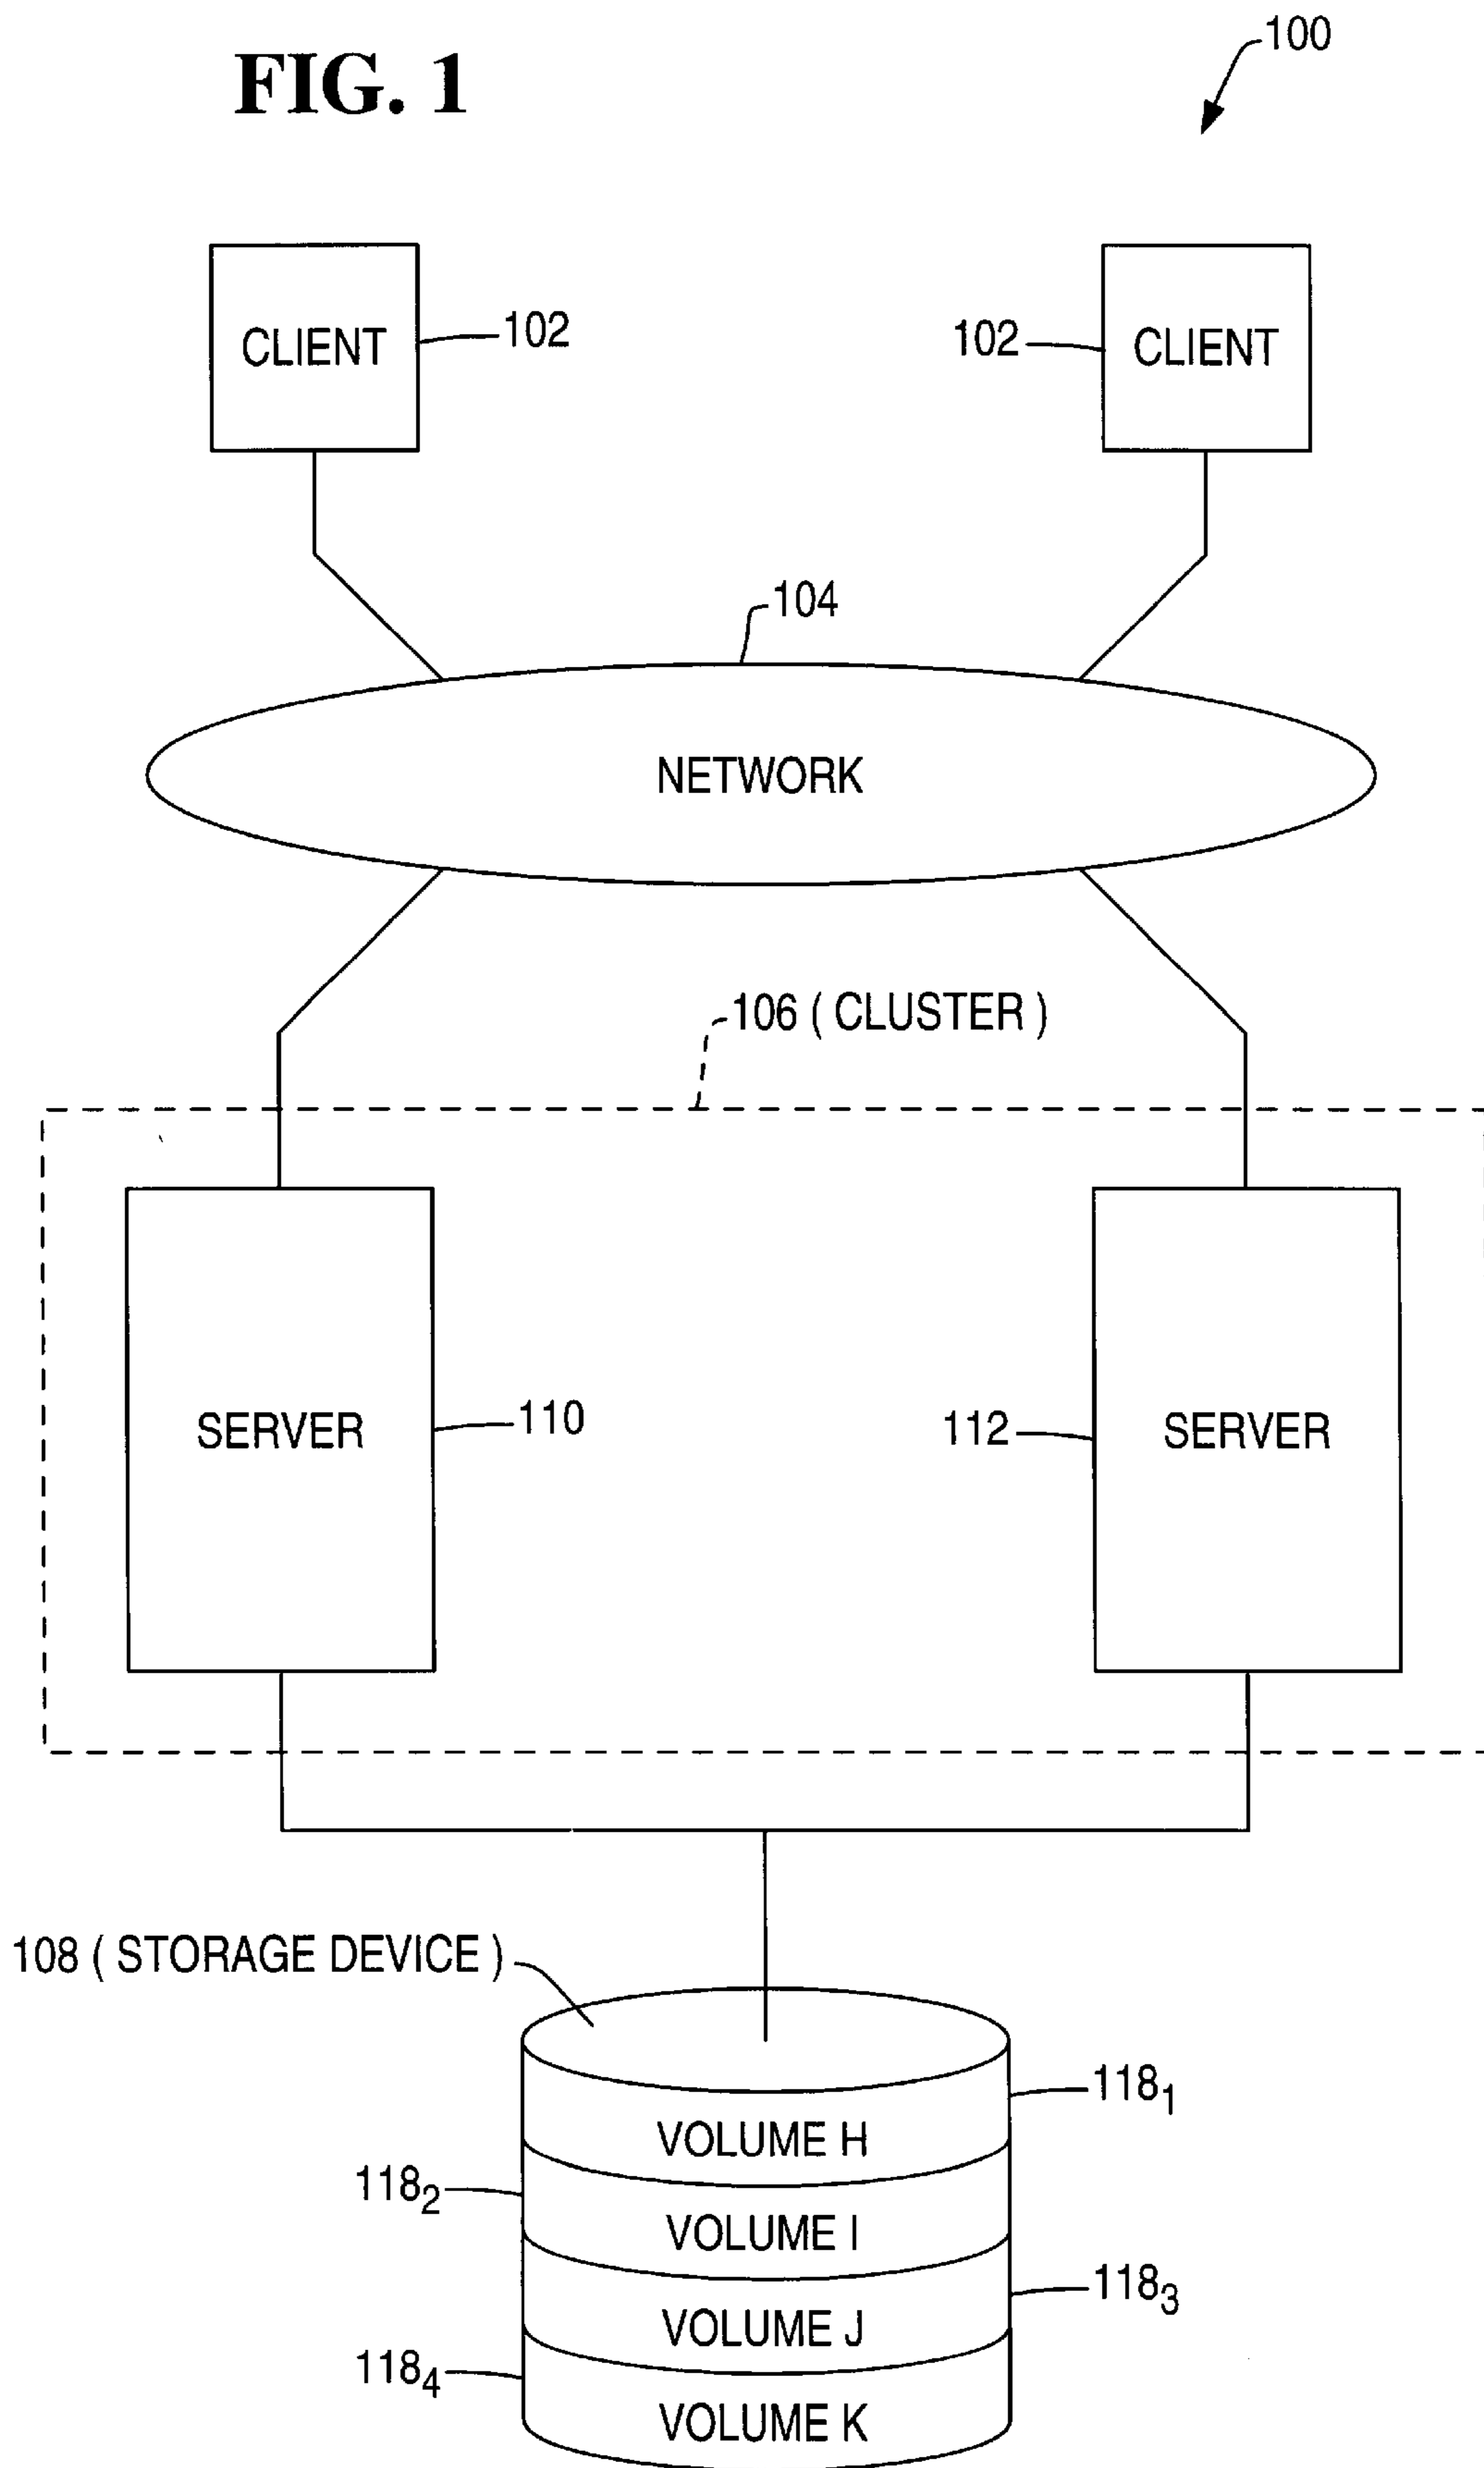 FIG. 1
100
CLIENT
102
102
CLIENT
104
NETWORK
106 ( CLUSTER )
SERVER
110
112
SERVER
108 ( STORAGE DEVICE )
118₁
VOLUME H
118₂
VOLUME I
118₃
VOLUME J
118₄
VOLUME K